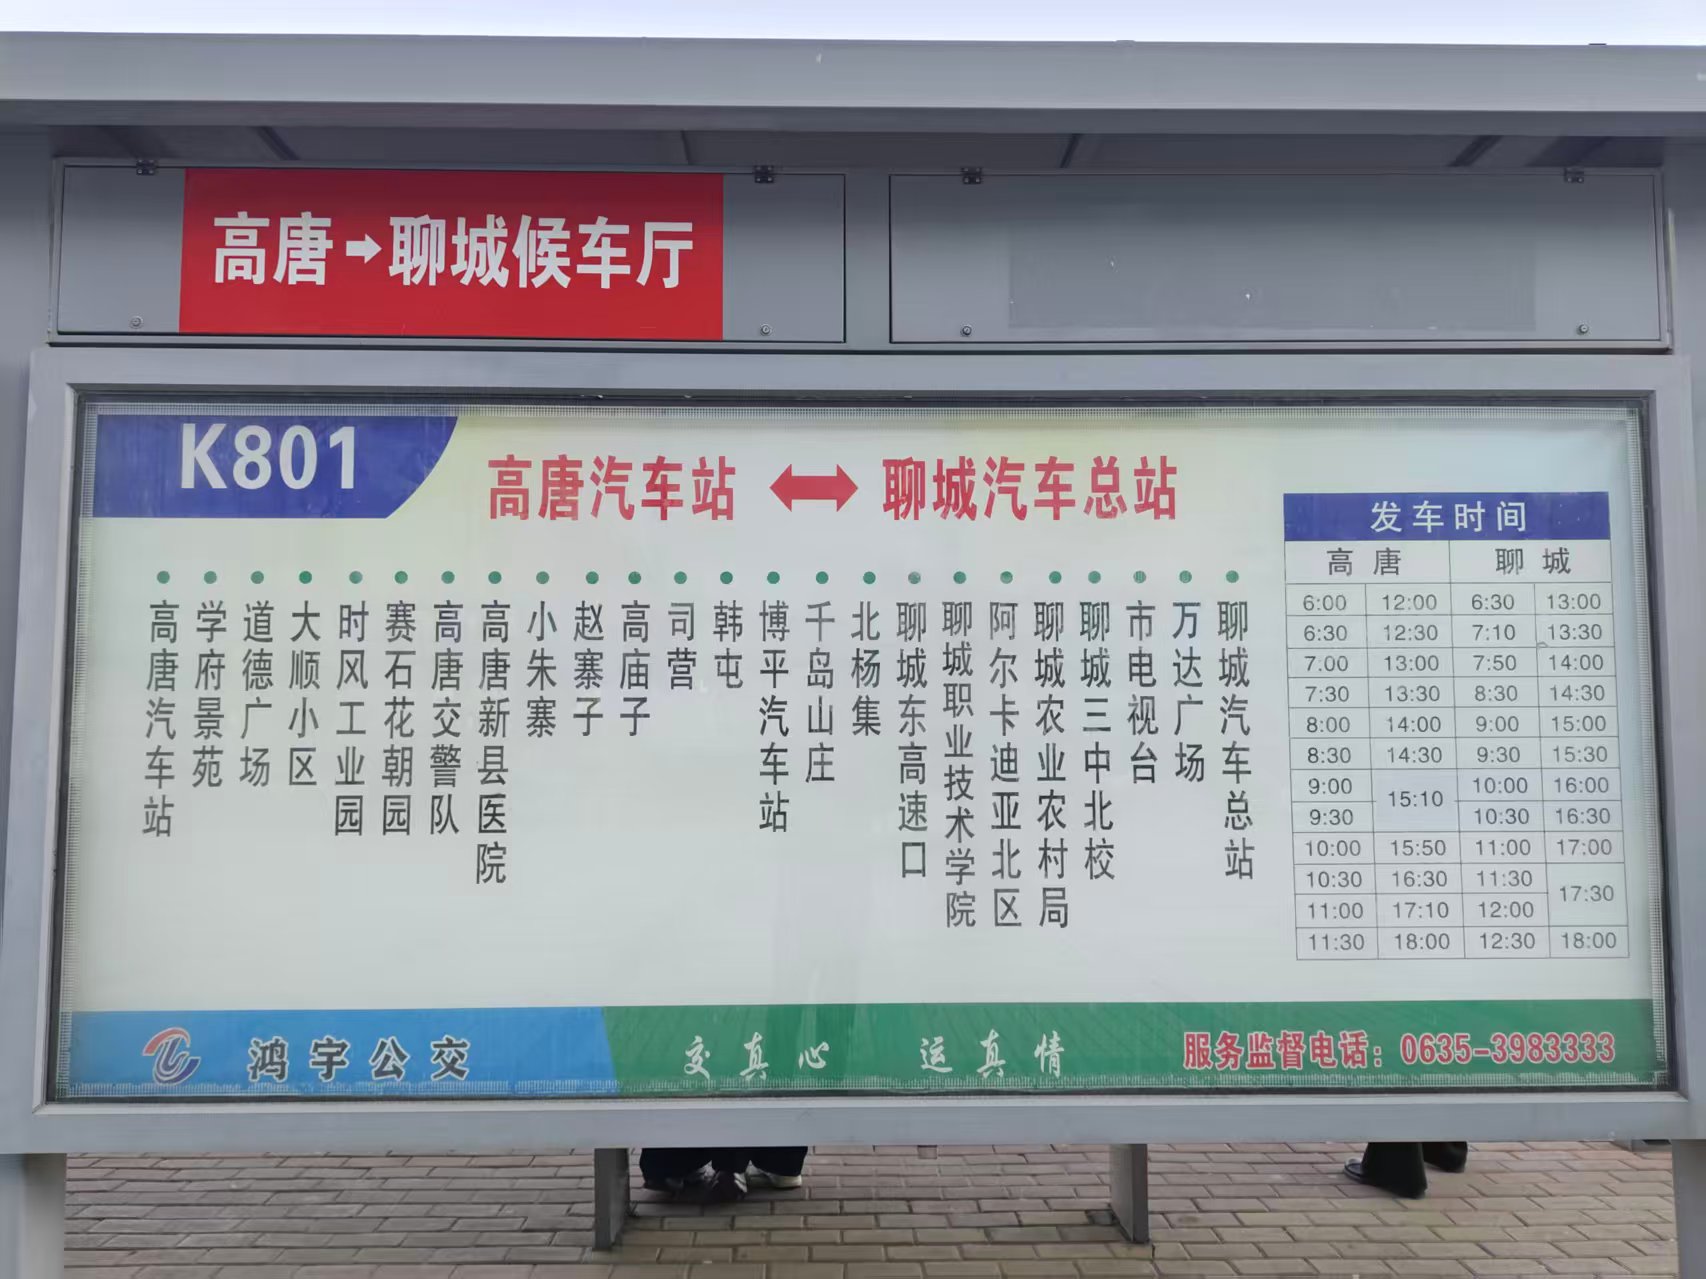 高唐→聊城候车厅
K801
高唐汽车站 ↔ 聊城汽车总站
高唐汽车站
学府景苑
道德广场
大顺小区
时风工业园
赛石花朝园
高唐交警队
高唐新县医院
小朱寨
赵寨子
高庙子
司营
韩屯
博平汽车站
千岛山庄
北杨集
聊城东高速口
聊城职业技术学院
阿尔卡迪亚北区
聊城农业农村局
聊城三中北校
市电视台
万达广场
聊城汽车总站
发车时间
高唐 聊城
6:00 12:00 6:30 13:00
6:30 12:30 7:10 13:30
7.00 13:00 7:50 14:00
7:30 13:30 8:30 14:30
8:00 14:00 9:00 15:00
8:30 14:30 9:30 15:30
9:00 15:10 10:00 16:00
9:30 10:30 16:30
10:00 15:50 11:00 17:00
10:30 16:30 11:30 17:30
11:00 17:10 12:00
11:30 18:00 12:30 18:00
鸿宇公交
交真心 运真情
服务监督电话：0635-3983333